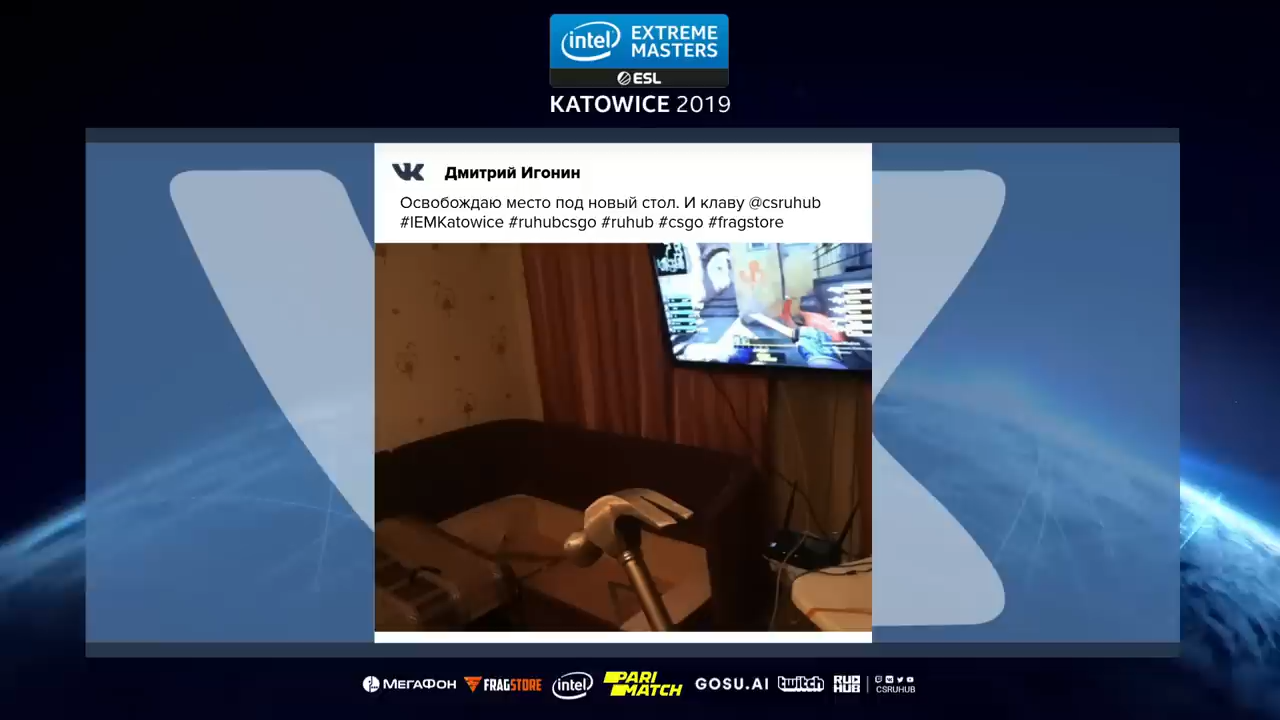 intel EXTREME
MASTERS
ESL
KATOWICE 2019
Дмитрий Игонин
Освобождаю место под новый стол. И клаву @csruhub
#IEMKatowice #ruhubcsgo #ruhub #csgo #fragstore
МЕГАФОН FRAGSTORE intel PARI MATCH GOSU.AI twitch RUHUB CSRUHUB